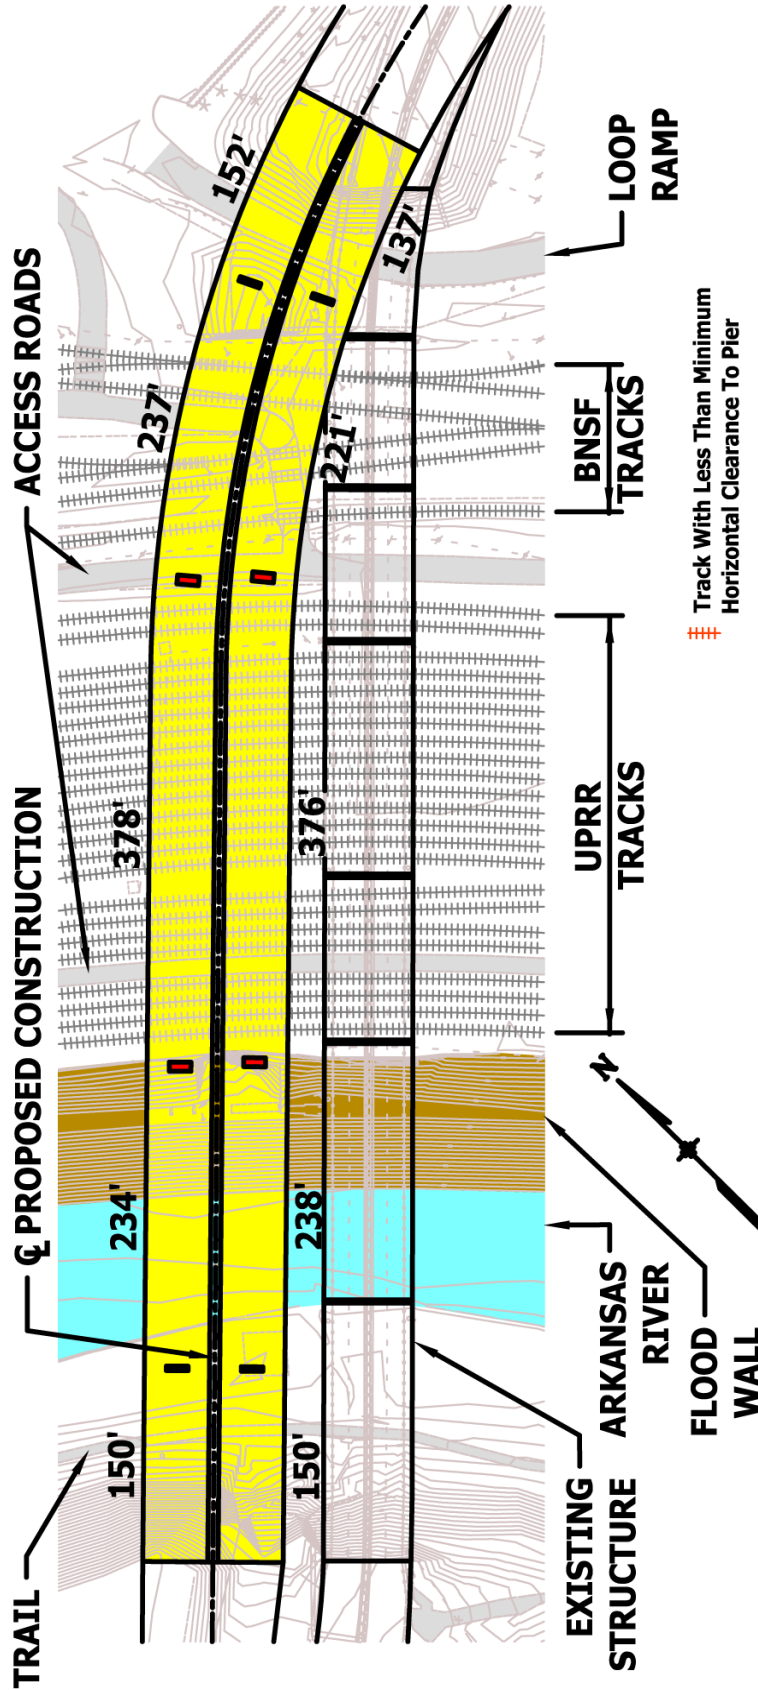 TRAIL
℄ PROPOSED CONSTRUCTION
ACCESS ROADS
150'
234'
378'
237'
152'
150'
238'
376'
221'
137'
EXISTING
STRUCTURE
ARKANSAS
RIVER
FLOOD
WALL
UPRR
TRACKS
BNSF
TRACKS
LOOP
RAMP
N
Track With Less Than Minimum
Horizontal Clearance To Pier